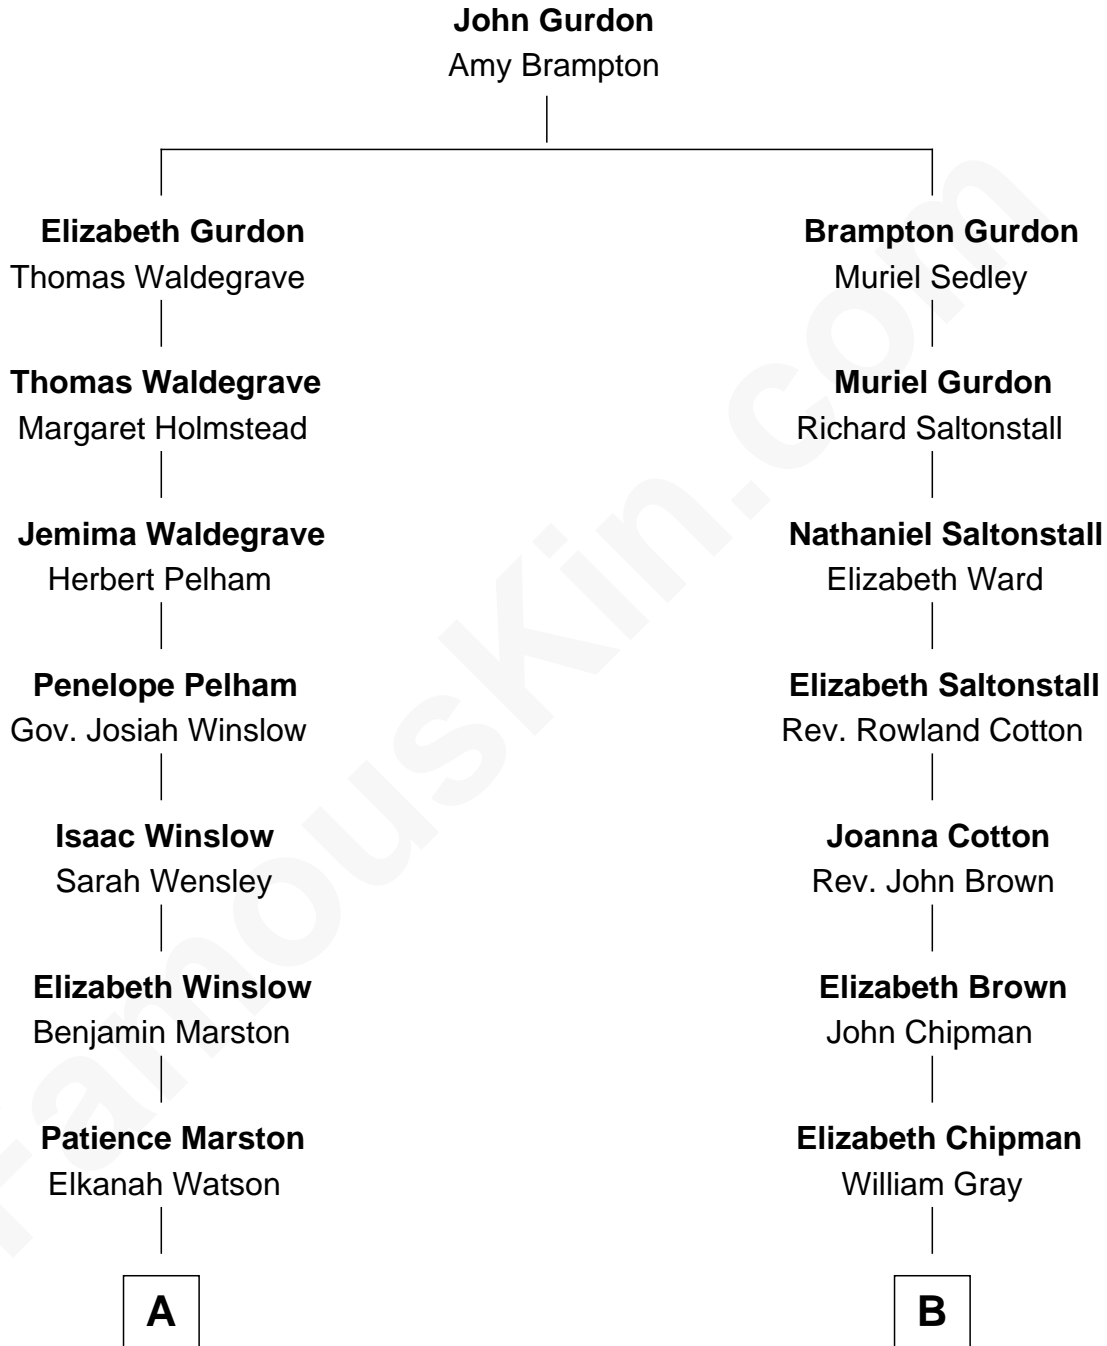 John Gurdon
Amy Brampton
Elizabeth Gurdon
Thomas Waldegrave
Brampton Gurdon
Muriel Sedley
Thomas Waldegrave
Margaret Holmstead
Muriel Gurdon
Richard Saltonstall
Jemima Waldegrave
Herbert Pelham
Nathaniel Saltonstall
Elizabeth Ward
Penelope Pelham
Gov. Josiah Winslow
Elizabeth Saltonstall
Rev. Rowland Cotton
Isaac Winslow
Sarah Wensley
Joanna Cotton
Rev. John Brown
Elizabeth Winslow
Benjamin Marston
Elizabeth Brown
John Chipman
Patience Marston
Elkanah Watson
Elizabeth Chipman
William Gray
A
B
FamousKin.com